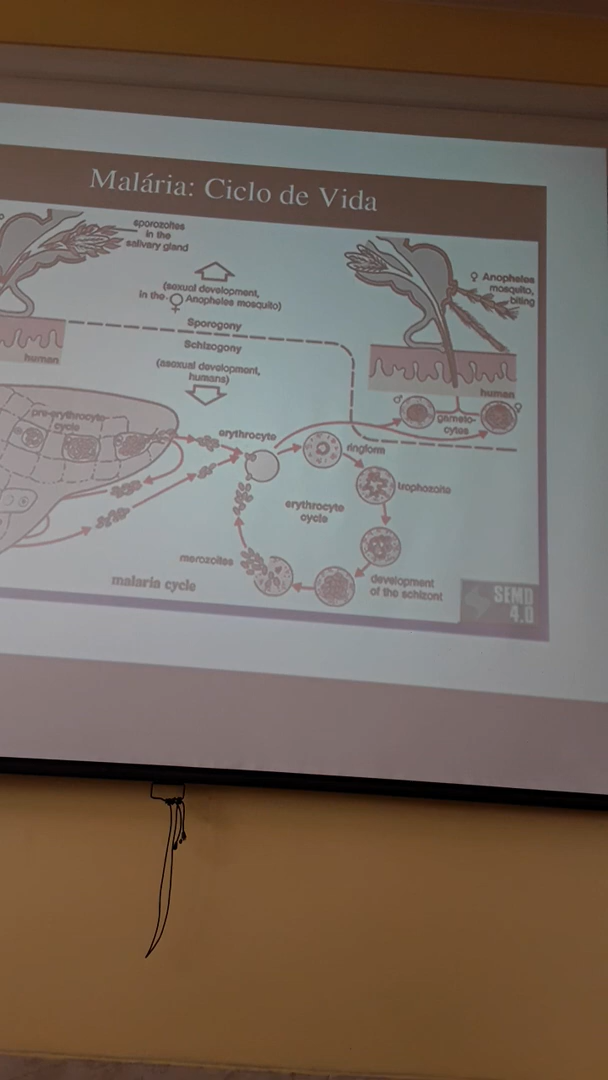 Malária: Ciclo de Vida
sporozoites
in the
salivary gland
(sexual development,
in the ♀ Anopheles mosquito)
Sporogony
Schizogony
(asexual development,
humans)
♀ Anopheles
mosquito,
biting
human
human
♂
gameto-
cytes
♀
pre-erythrocyte
cycle
erythrocyte
ringform
trophozoite
erythrocyte
cycle
merozoites
development
of the schizont
malaria cycle
SEMD
4.0